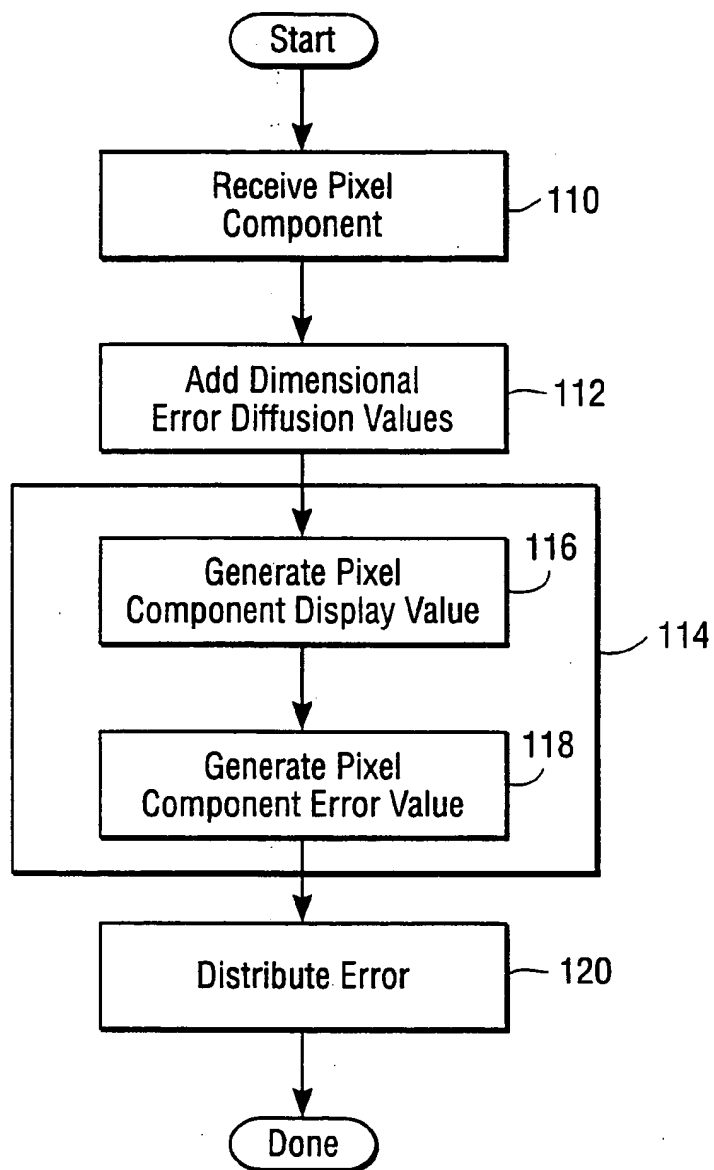 Start
Receive Pixel
Component
110
Add Dimensional
Error Diffusion Values
112
Generate Pixel
Component Display Value
116
114
Generate Pixel
Component Error Value
118
Distribute Error
120
Done